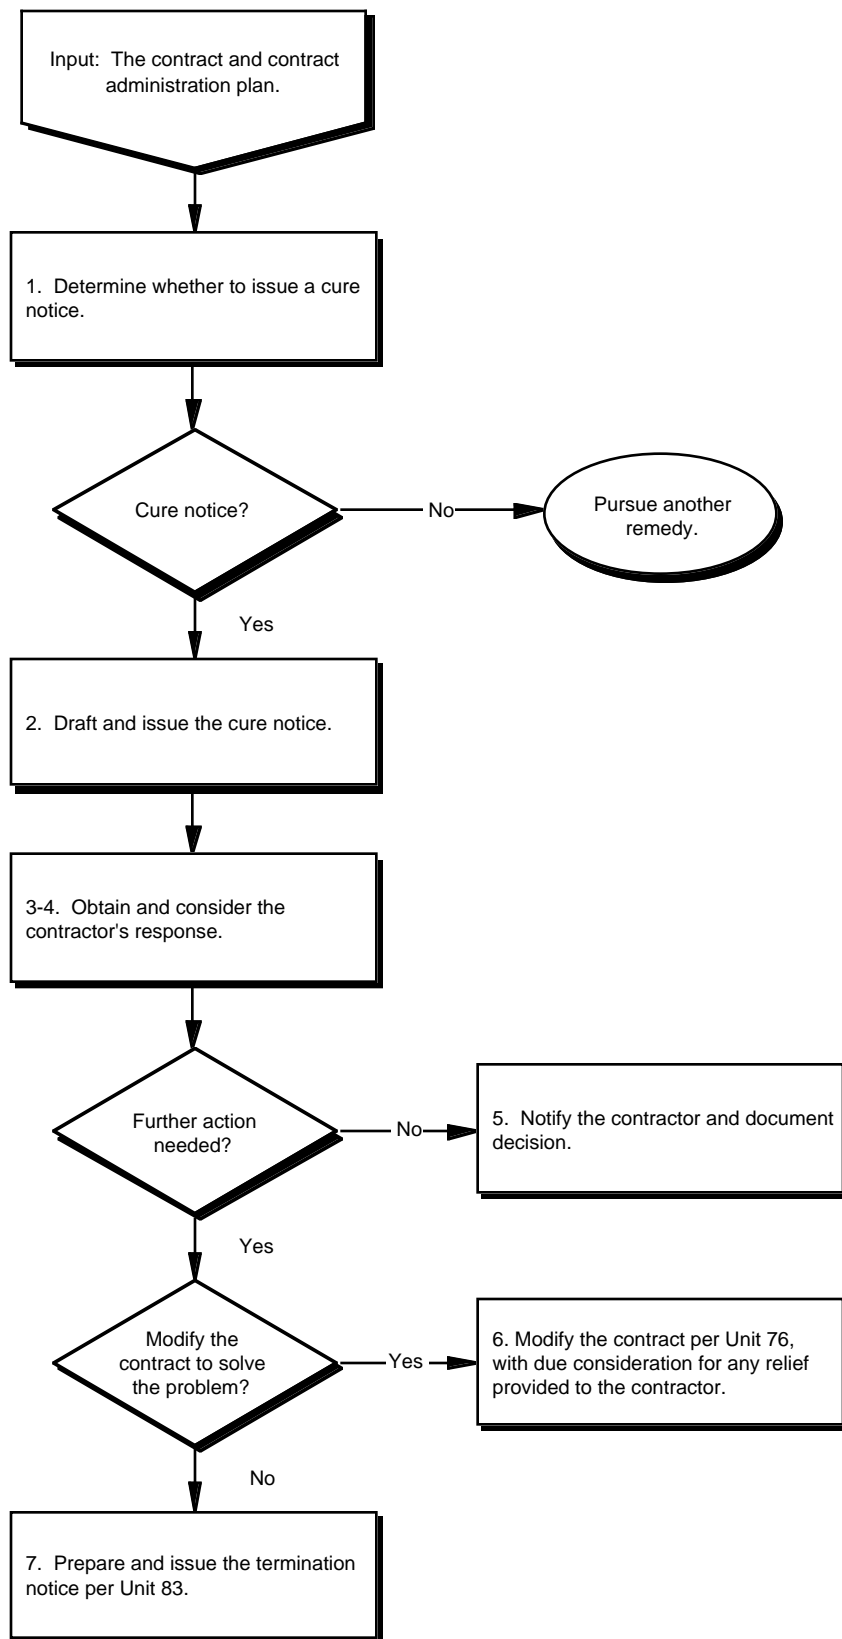 Input:  The contract and contract
administration plan.
1.  Determine whether to issue a cure
notice.
Cure notice?
No
Pursue another
remedy.
Yes
2.  Draft and issue the cure notice.
3-4.  Obtain and consider the
contractor's response.
Further action
needed?
No
5.  Notify the contractor and document
decision.
Yes
Modify the
contract to solve
the problem?
Yes
6. Modify the contract per Unit 76,
with due consideration for any relief
provided to the contractor.
No
7.  Prepare and issue the termination
notice per Unit 83.